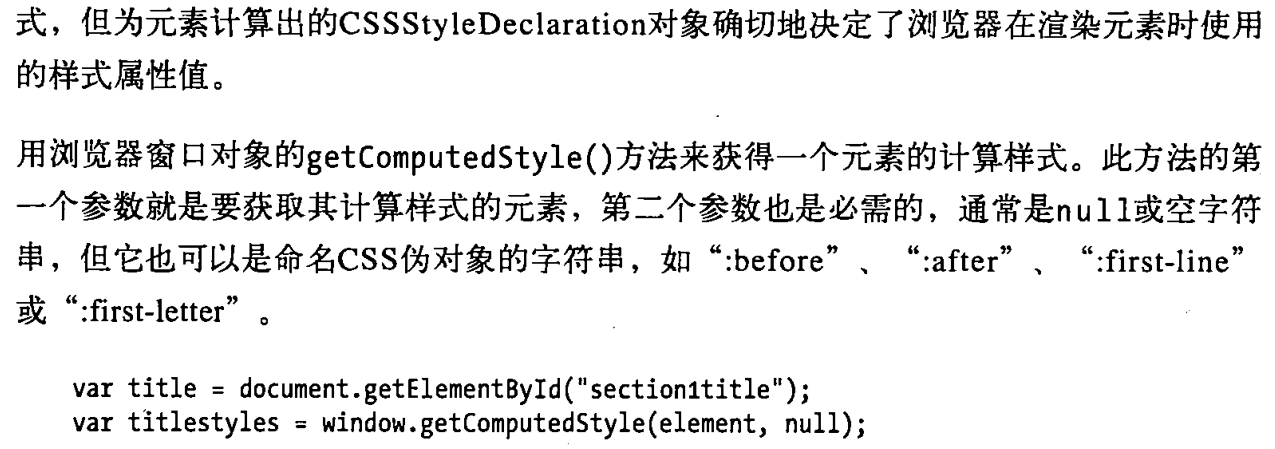 式，但为元素计算出的CSSStyleDeclaration对象确切地决定了浏览器在渲染元素时使用
的样式属性值。
用浏览器窗口对象的getComputedStyle()方法来获得一个元素的计算样式。此方法的第
一个参数就是要获取其计算样式的元素，第二个参数也是必需的，通常是null或空字符
串，但它也可以是命名CSS伪对象的字符串，如“:before”、“:after”、“:first-line”
或“:first-letter”。
var title = document.getElementById("section1title");
var titlestyles = window.getComputedStyle(element, null);